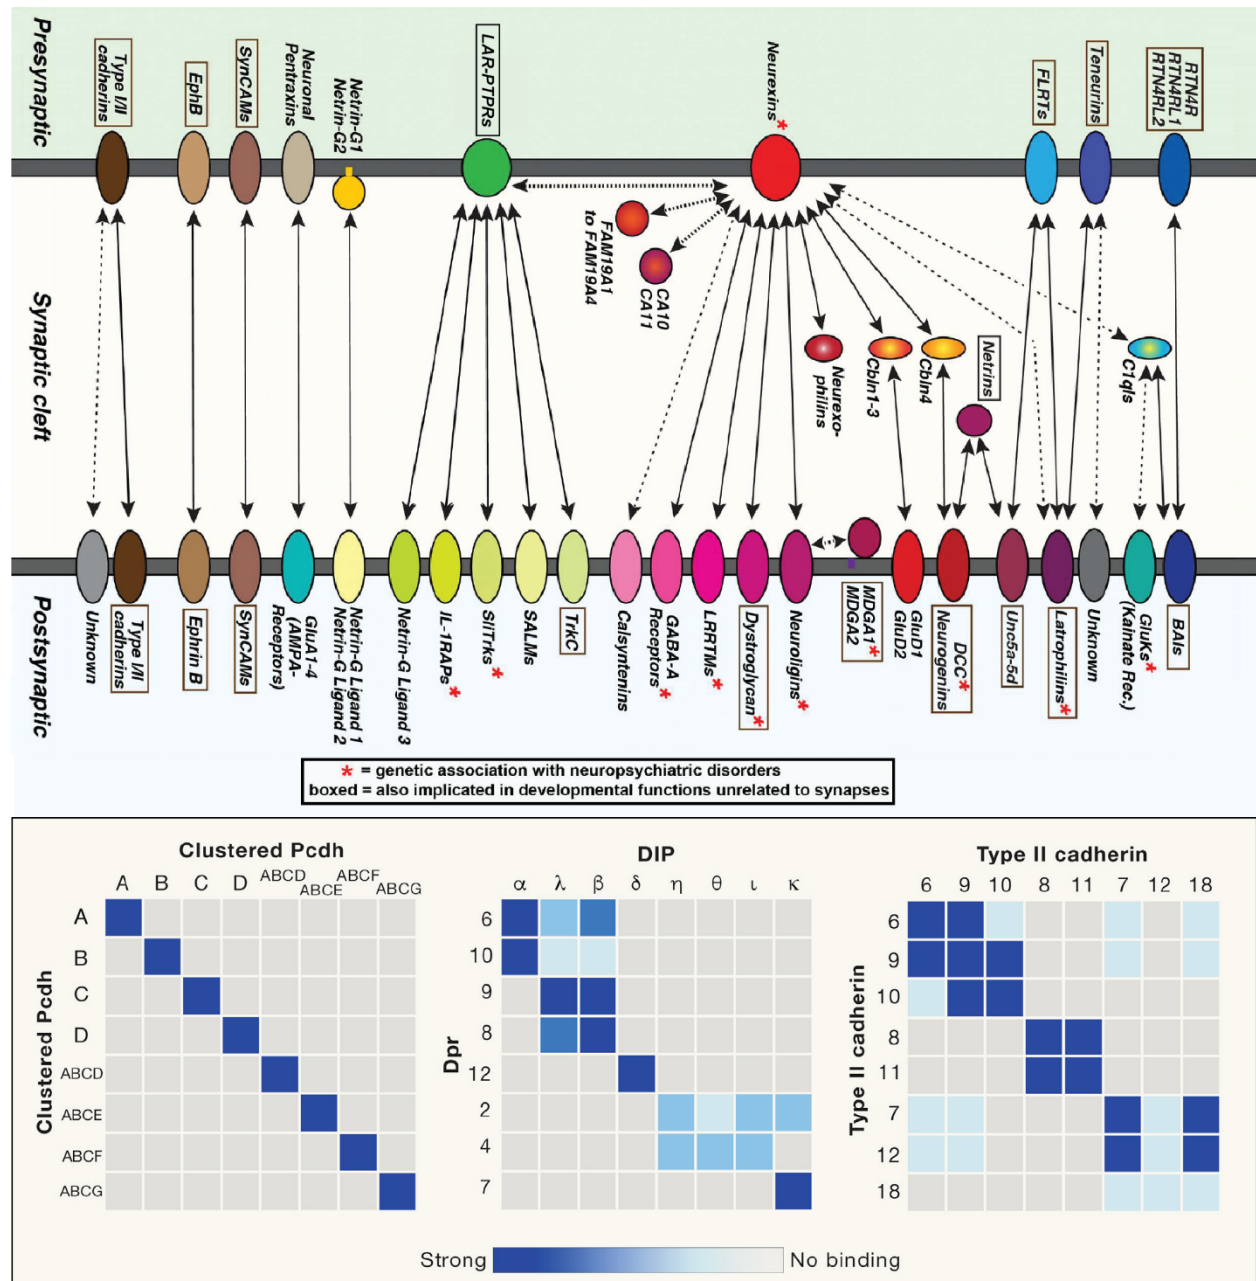 Presynaptic
Type I/II
cadherins
EphB
SynCAMs
Neuronal
Pentraxins
Netrin-G1
Netrin-G2
LAR-PTPRs
Neurexins*
FLRTs
Teneurins
RTN4R
RTN4RL1
RTN4RL2
Synaptic cleft
FAM19A1
to FAM19A4
CA10
CA11
Neurexo-
philins
Cbln1-3
Cbln4
Netrins
C1qls
Postsynaptic
Unknown
Type I/II
cadherins
Ephrin B
SynCAMs
GluA1-4
(AMPA-
Receptors)
Netrin-G Ligand 1
Netrin-G Ligand 2
Netrin-G Ligand 3
IL-1RAPs*
SliTrks*
SALMs
TrkC
Calsyntenins
GABA-A
Receptors*
LRRTMs*
Dystroglycan*
Neuroligins*
MDGA1*
MDGA2
GluD1
GluD2
DCC*
Neurogenins
Unc5a-5d
Latrophilins*
Unknown
GluKs*
(Kainate Rec.)
BAIs
* = genetic association with neuropsychiatric disorders
boxed = also implicated in developmental functions unrelated to synapses
Clustered Pcdh
A B C D ABCD ABCE ABCF ABCG
Clustered Pcdh
A
B
C
D
ABCD
ABCE
ABCF
ABCG
DIP
α λ β δ η θ ι κ
Dpr
6
10
9
8
12
2
4
7
Type II cadherin
6 9 10 8 11 7 12 18
Type II cadherin
6
9
10
8
11
7
12
18
Strong No binding